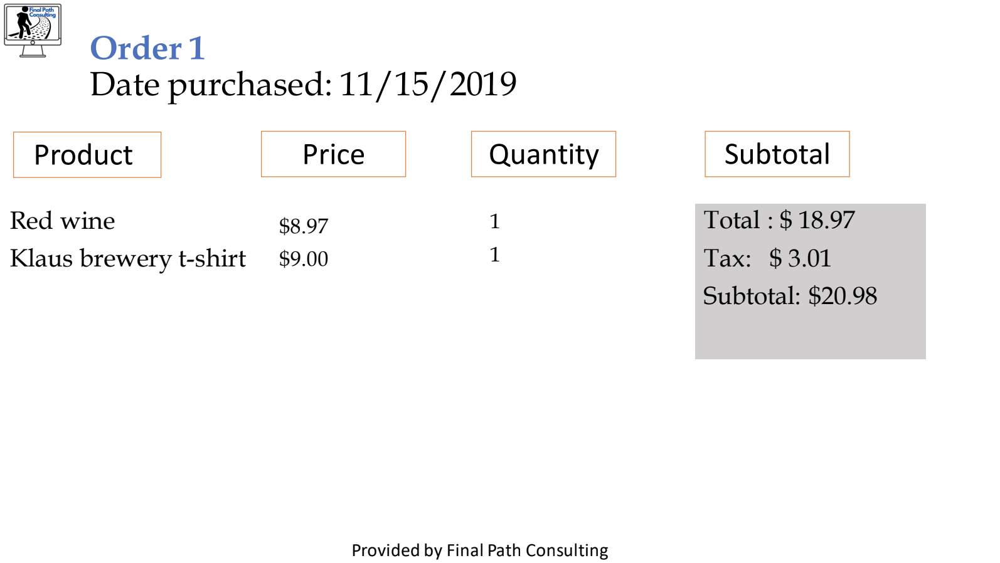 Final Path
Consulting
Order 1
Date purchased: 11/15/2019
Product Price Quantity Subtotal
Red wine $8.97 1 Total : $ 18.97
Klaus brewery t-shirt $9.00 1 Tax: $ 3.01
Subtotal: $20.98
Provided by Final Path Consulting